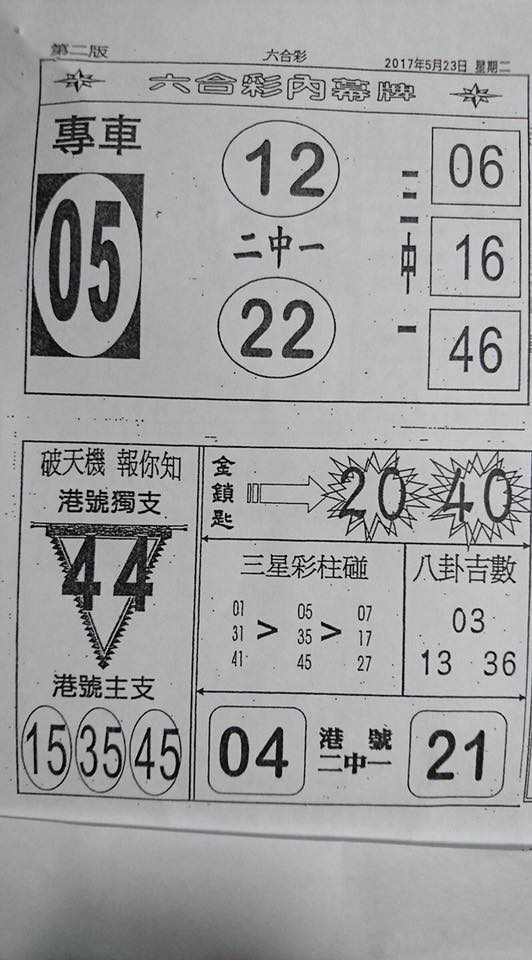 第二版 六合彩 2017年5月23日 星期二
六合彩內幕牌
專車
05
12
二中一
22
三中一
06
16
46
破天機 報你知
港號獨支
44
港號主支
15 35 45
金鎖匙
20 40
三星彩柱碰
01 05 07
31 > 35 > 17
41 45 27
八卦吉數
03
13 36
04 港號 21
二中一